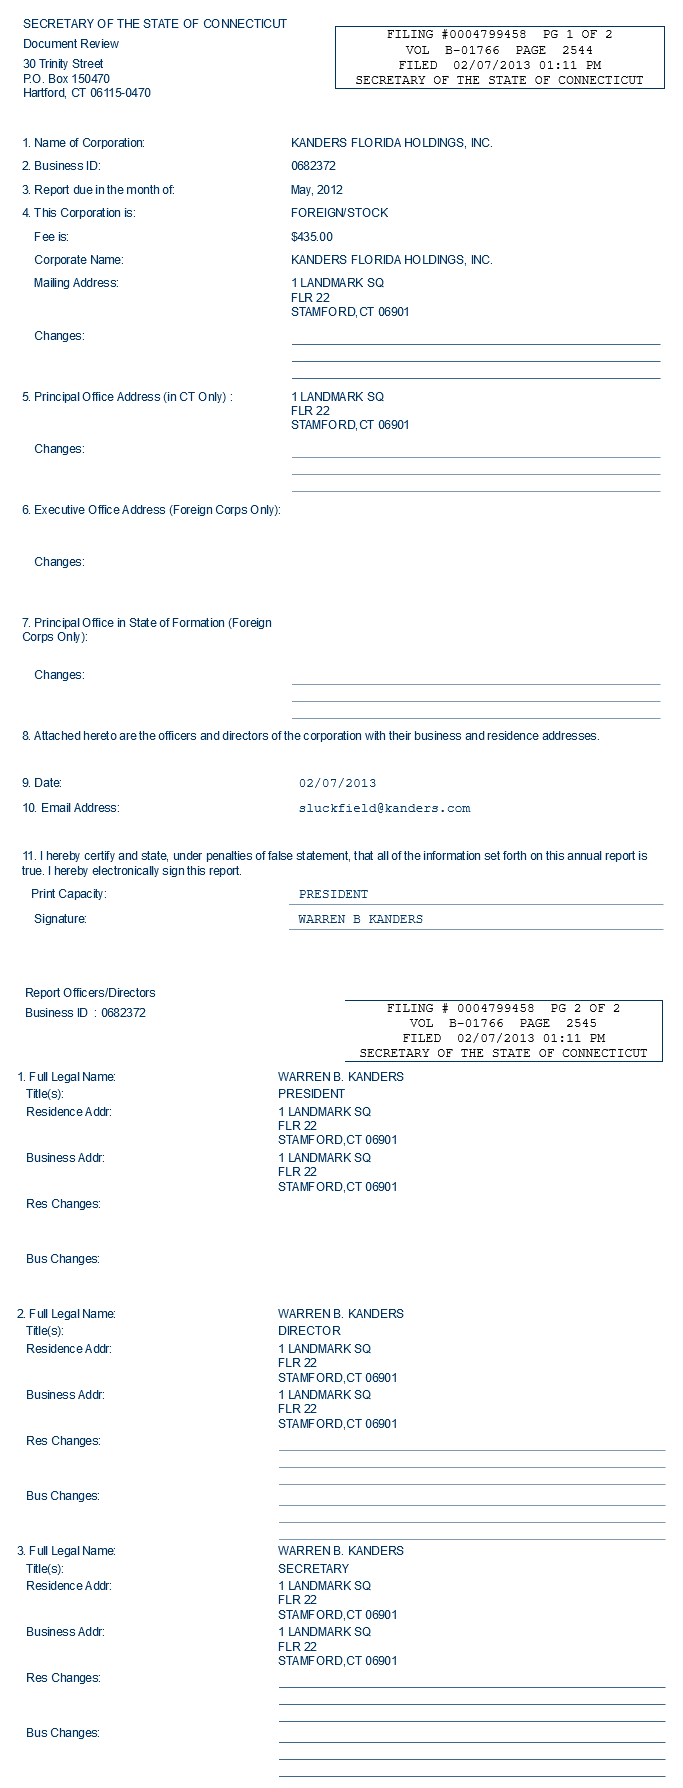 SECRETARY OF THE STATE OF CONNECTICUT
Document Review
30 Trinity Street
P.O. Box 150470
Hartford, CT 06115-0470
FILING #0004799458 PG 1 OF 2
VOL B-01766 PAGE 2544
FILED 02/07/2013 01:11 PM
SECRETARY OF THE STATE OF CONNECTICUT
1. Name of Corporation: KANDERS FLORIDA HOLDINGS, INC.
2. Business ID: 0682372
3. Report due in the month of: May, 2012
4. This Corporation is: FOREIGN/STOCK
Fee is: $435.00
Corporate Name: KANDERS FLORIDA HOLDINGS, INC.
Mailing Address: 1 LANDMARK SQ
FLR 22
STAMFORD,CT 06901
Changes:
5. Principal Office Address (in CT Only) : 1 LANDMARK SQ
FLR 22
STAMFORD,CT 06901
Changes:
6. Executive Office Address (Foreign Corps Only):
Changes:
7. Principal Office in State of Formation (Foreign
Corps Only):
Changes:
8. Attached hereto are the officers and directors of the corporation with their business and residence addresses.
9. Date: 02/07/2013
10. Email Address: sluckfield@kanders.com
11. I hereby certify and state, under penalties of false statement, that all of the information set forth on this annual report is
true. I hereby electronically sign this report.
Print Capacity: PRESIDENT
Signature: WARREN B KANDERS
Report Officers/Directors
Business ID : 0682372
FILING # 0004799458 PG 2 OF 2
VOL B-01766 PAGE 2545
FILED 02/07/2013 01:11 PM
SECRETARY OF THE STATE OF CONNECTICUT
1. Full Legal Name: WARREN B. KANDERS
Title(s): PRESIDENT
Residence Addr: 1 LANDMARK SQ
FLR 22
STAMFORD,CT 06901
Business Addr: 1 LANDMARK SQ
FLR 22
STAMFORD,CT 06901
Res Changes:
Bus Changes:
2. Full Legal Name: WARREN B. KANDERS
Title(s): DIRECTOR
Residence Addr: 1 LANDMARK SQ
FLR 22
STAMFORD,CT 06901
Business Addr: 1 LANDMARK SQ
FLR 22
STAMFORD,CT 06901
Res Changes:
Bus Changes:
3. Full Legal Name: WARREN B. KANDERS
Title(s): SECRETARY
Residence Addr: 1 LANDMARK SQ
FLR 22
STAMFORD,CT 06901
Business Addr: 1 LANDMARK SQ
FLR 22
STAMFORD,CT 06901
Res Changes:
Bus Changes: